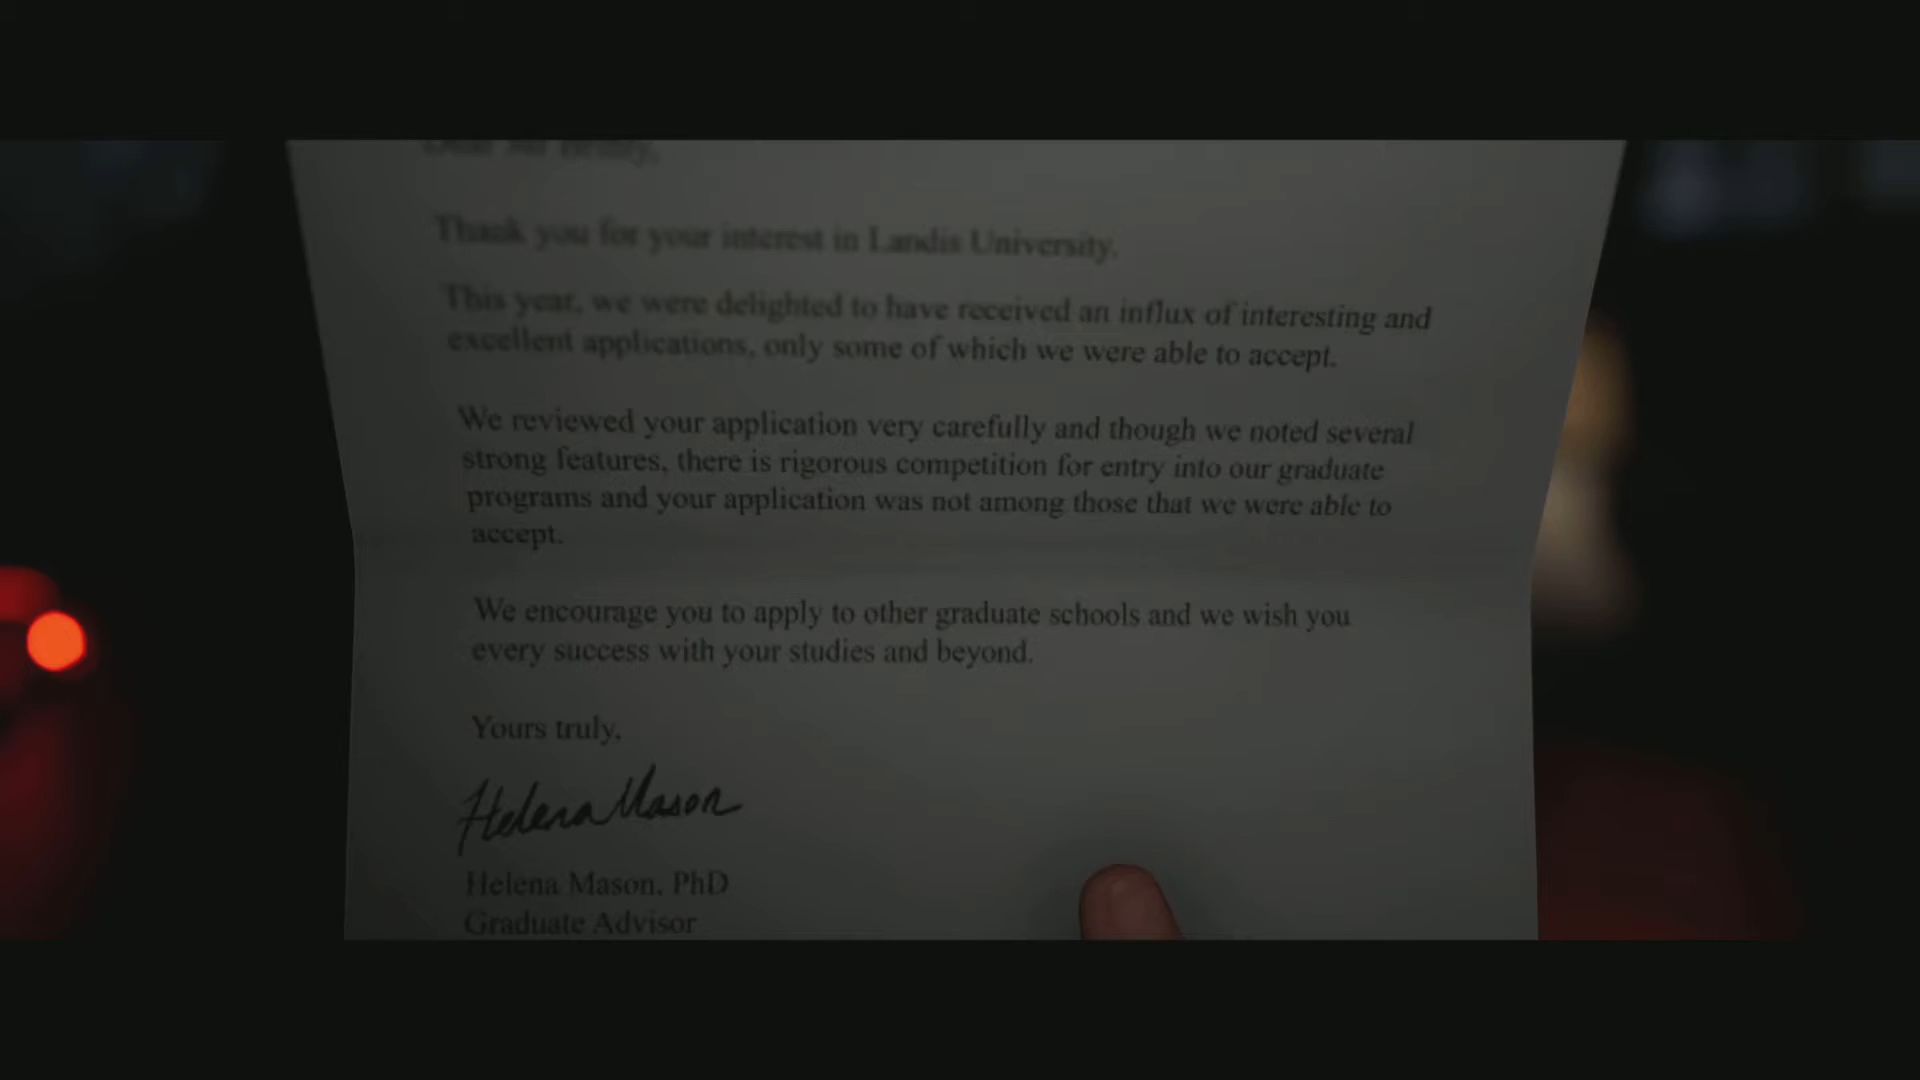 Dear Mr
Thank you for your interest in Landis University.
This year, we were delighted to have received an influx of interesting and
excellent applications, only some of which we were able to accept.
We reviewed your application very carefully and though we noted several
strong features, there is rigorous competition for entry into our graduate
programs and your application was not among those that we were able to
accept.
We encourage you to apply to other graduate schools and we wish you
every success with your studies and beyond.
Yours truly,
Helena Mason
Helena Mason, PhD
Graduate Advisor